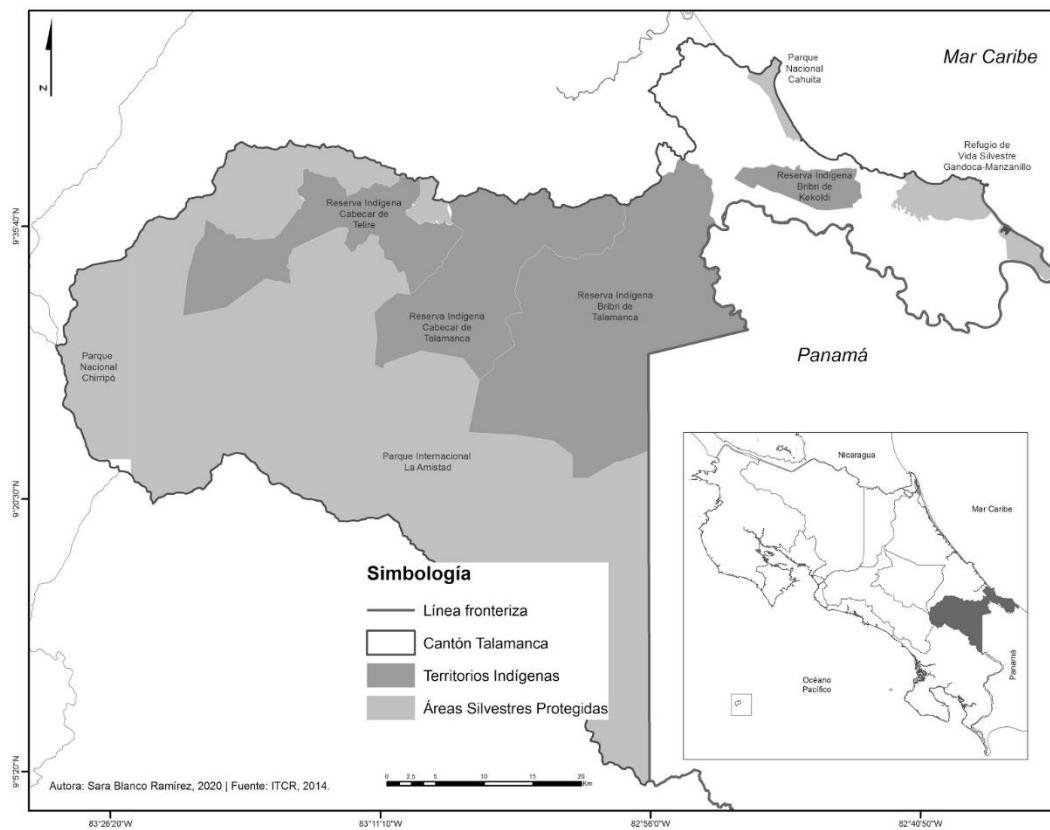 N
Mar Caribe
Parque
Nacional
Cahuita
Refugio de
Vida Silvestre
Gandoca-Manzanillo
Reserva Indígena
Bribri de
Kekoldi
Reserva Indígena
Cabecar de
Telire
Reserva Indígena
Bribri de
Talamanca
Reserva Indígena
Cabecar de
Talamanca
Parque
Nacional
Chirripó
Panamá
Parque Internacional
La Amistad
Nicaragua
Mar Caribe
Océano
Pacífico
Panamá
Simbología
Línea fronteriza
Cantón Talamanca
Territorios Indígenas
Áreas Silvestres Protegidas
0 2,5 5 10 15 20
Km
Autora: Sara Blanco Ramírez, 2020 | Fuente: ITCR, 2014.
9°35'40"N
9°20'30"N
83°26'20"W
83°11'10"W
82°56'0"W
82°40'50"W